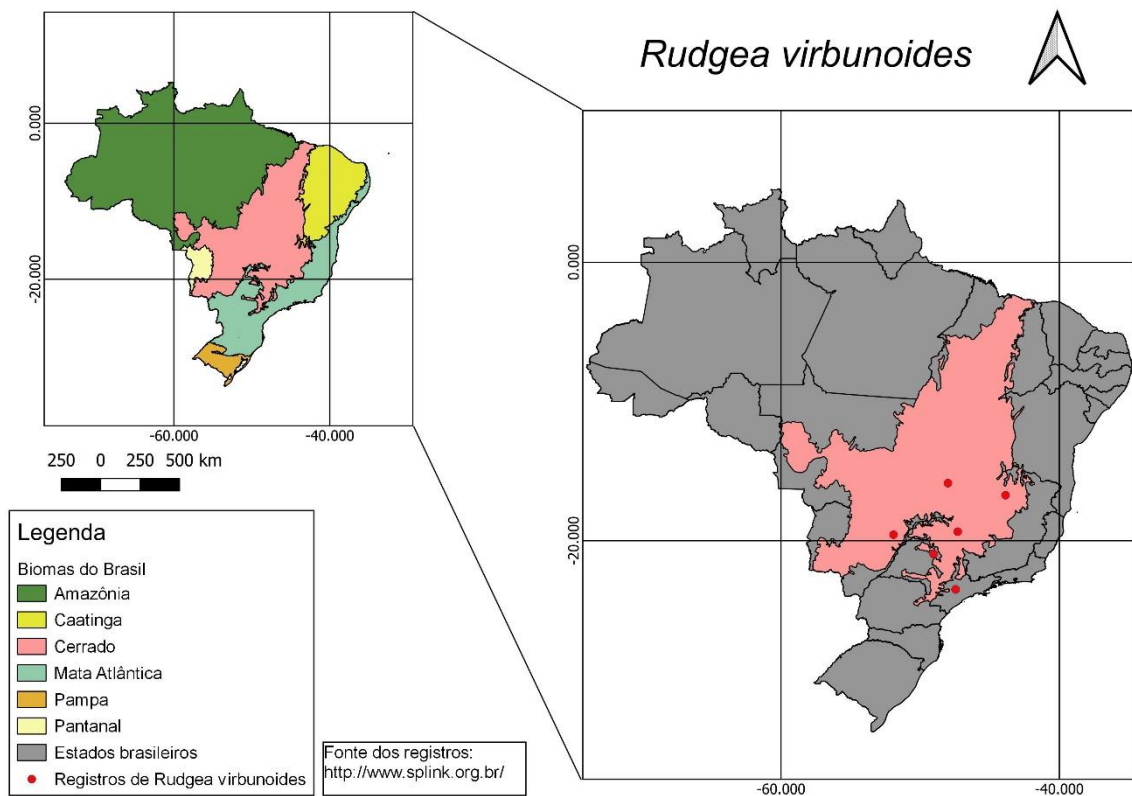 Rudgea virbunoides
0.000
-20.000
-60.000
-40.000
250 0 250 500 km
Legenda
Biomas do Brasil
Amazônia
Caatinga
Cerrado
Mata Atlântica
Pampa
Pantanal
Estados brasileiros
Registros de Rudgea virbunoides
Fonte dos registros:
http://www.splink.org.br/
0.000
-20.000
-60.000
-40.000